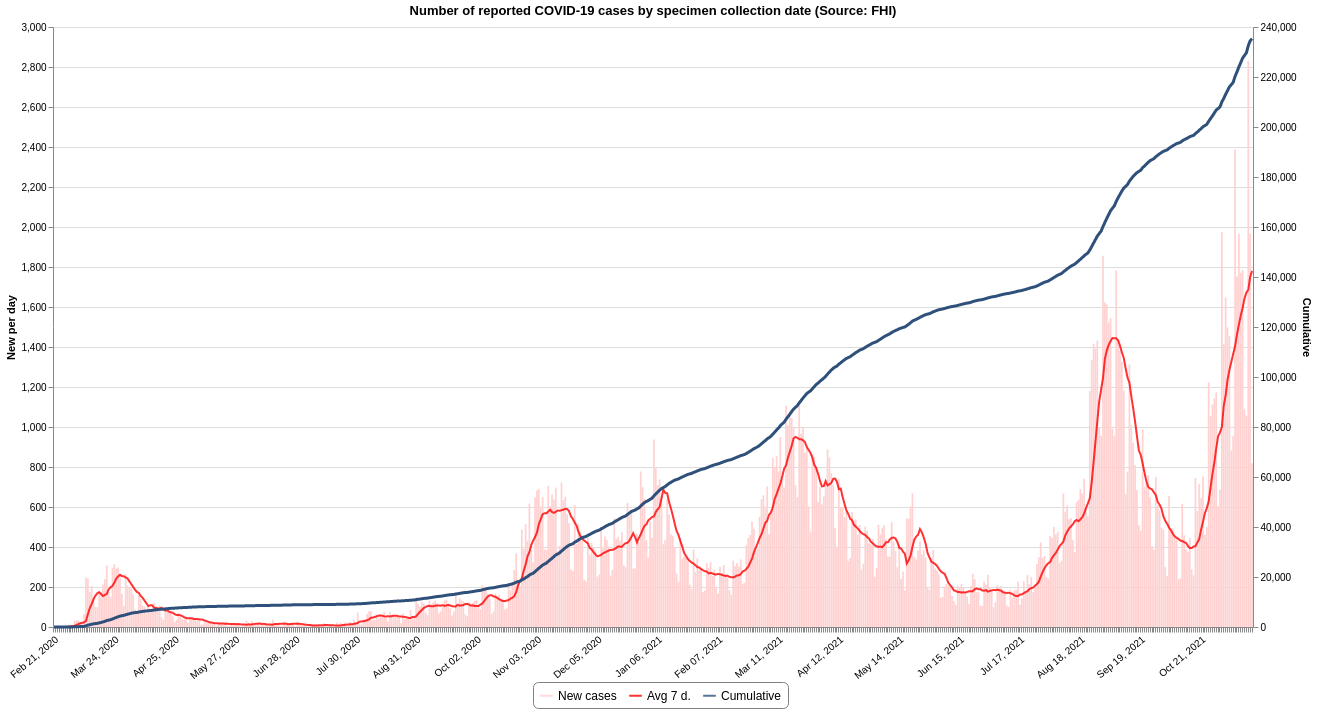 Number of reported COVID-19 cases by specimen collection date (Source: FHI)
3,000
2,800
2,600
2,400
2,200
2,000
1,800
1,600
1,400
1,200
1,000
800
600
400
200
0
New per day
240,000
220,000
200,000
180,000
160,000
140,000
120,000
100,000
80,000
60,000
40,000
20,000
0
Cumulative
Feb 21, 2020
Mar 24, 2020
Apr 25, 2020
May 27, 2020
Jun 28, 2020
Jul 30, 2020
Aug 31, 2020
Oct 02, 2020
Nov 03, 2020
Dec 05, 2020
Jan 06, 2021
Feb 07, 2021
Mar 11, 2021
Apr 12, 2021
May 14, 2021
Jun 15, 2021
Jul 17, 2021
Aug 18, 2021
Sep 19, 2021
Oct 21, 2021
New cases Avg 7 d. Cumulative